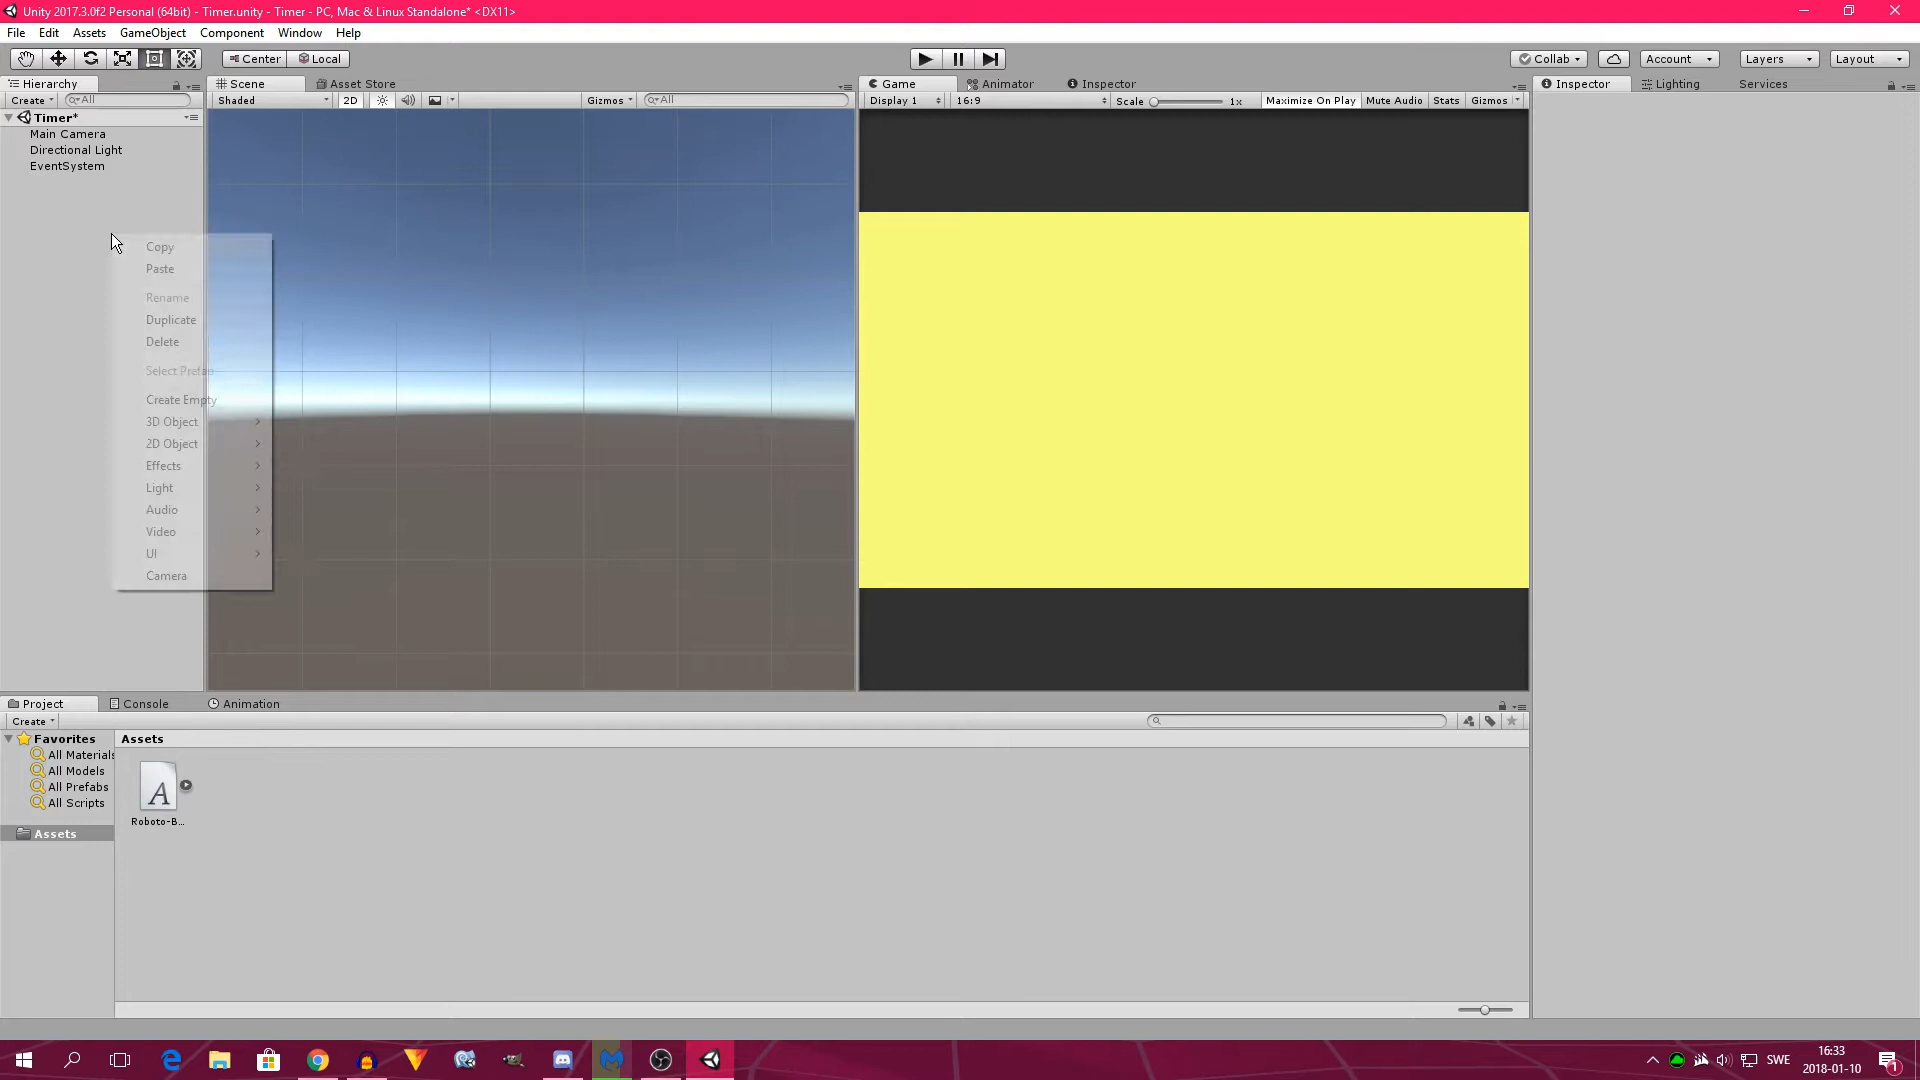 Unity 2017.3.0f2 Personal (64bit) - Timer.unity - Timer - PC, Mac & Linux Standalone* <DX11>
File Edit Assets GameObject Component Window Help
Center Local Collab Account Layers Layout
Hierarchy Scene Asset Store Game Animator Inspector Inspector Lighting Services
Create All Shaded 2D Gizmos All Display 1 16:9 Scale 1x Maximize On Play Mute Audio Stats Gizmos
Timer*
Main Camera
Directional Light
EventSystem
Copy
Paste
Rename
Duplicate
Delete
Select Prefab
Create Empty
3D Object
2D Object
Effects
Light
Audio
Video
UI
Camera
Project Console Animation
Create
Favorites Assets
All Materials
All Models
All Prefabs
All Scripts
Roboto-B...
Assets
A
SWE
16:33
2018-01-10
1